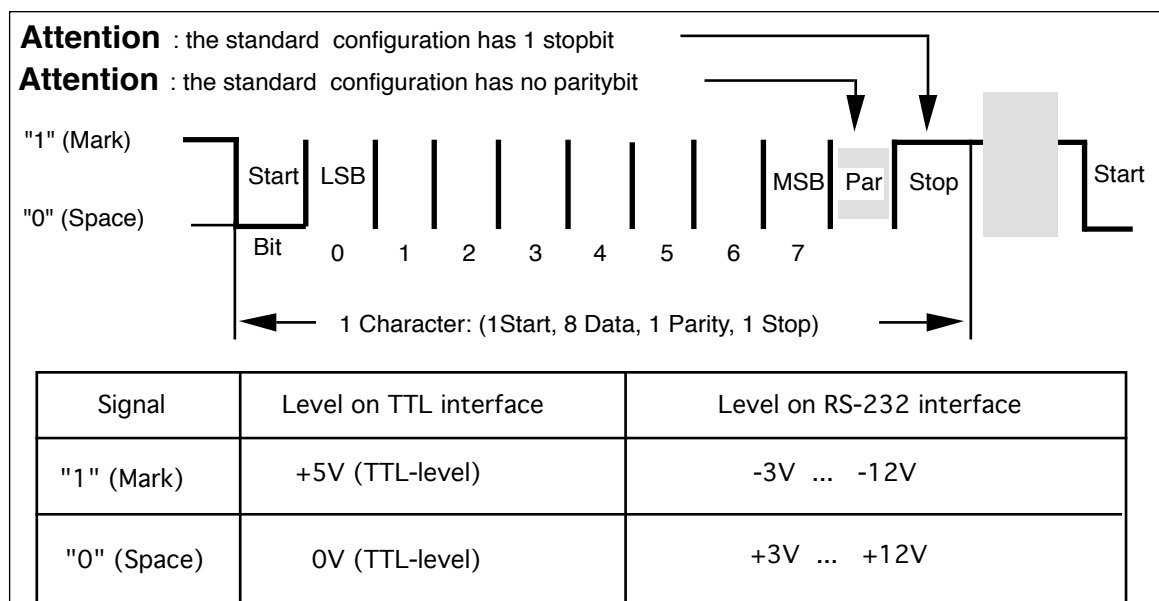 Attention : the standard configuration has 1 stopbit
Attention : the standard configuration has no paritybit
"1" (Mark)
Start LSB MSB Par Stop Start
"0" (Space)
Bit 0 1 2 3 4 5 6 7
1 Character: (1Start, 8 Data, 1 Parity, 1 Stop)
Signal Level on TTL interface Level on RS-232 interface
"1" (Mark) +5V (TTL-level) -3V ... -12V
"0" (Space) 0V (TTL-level) +3V ... +12V